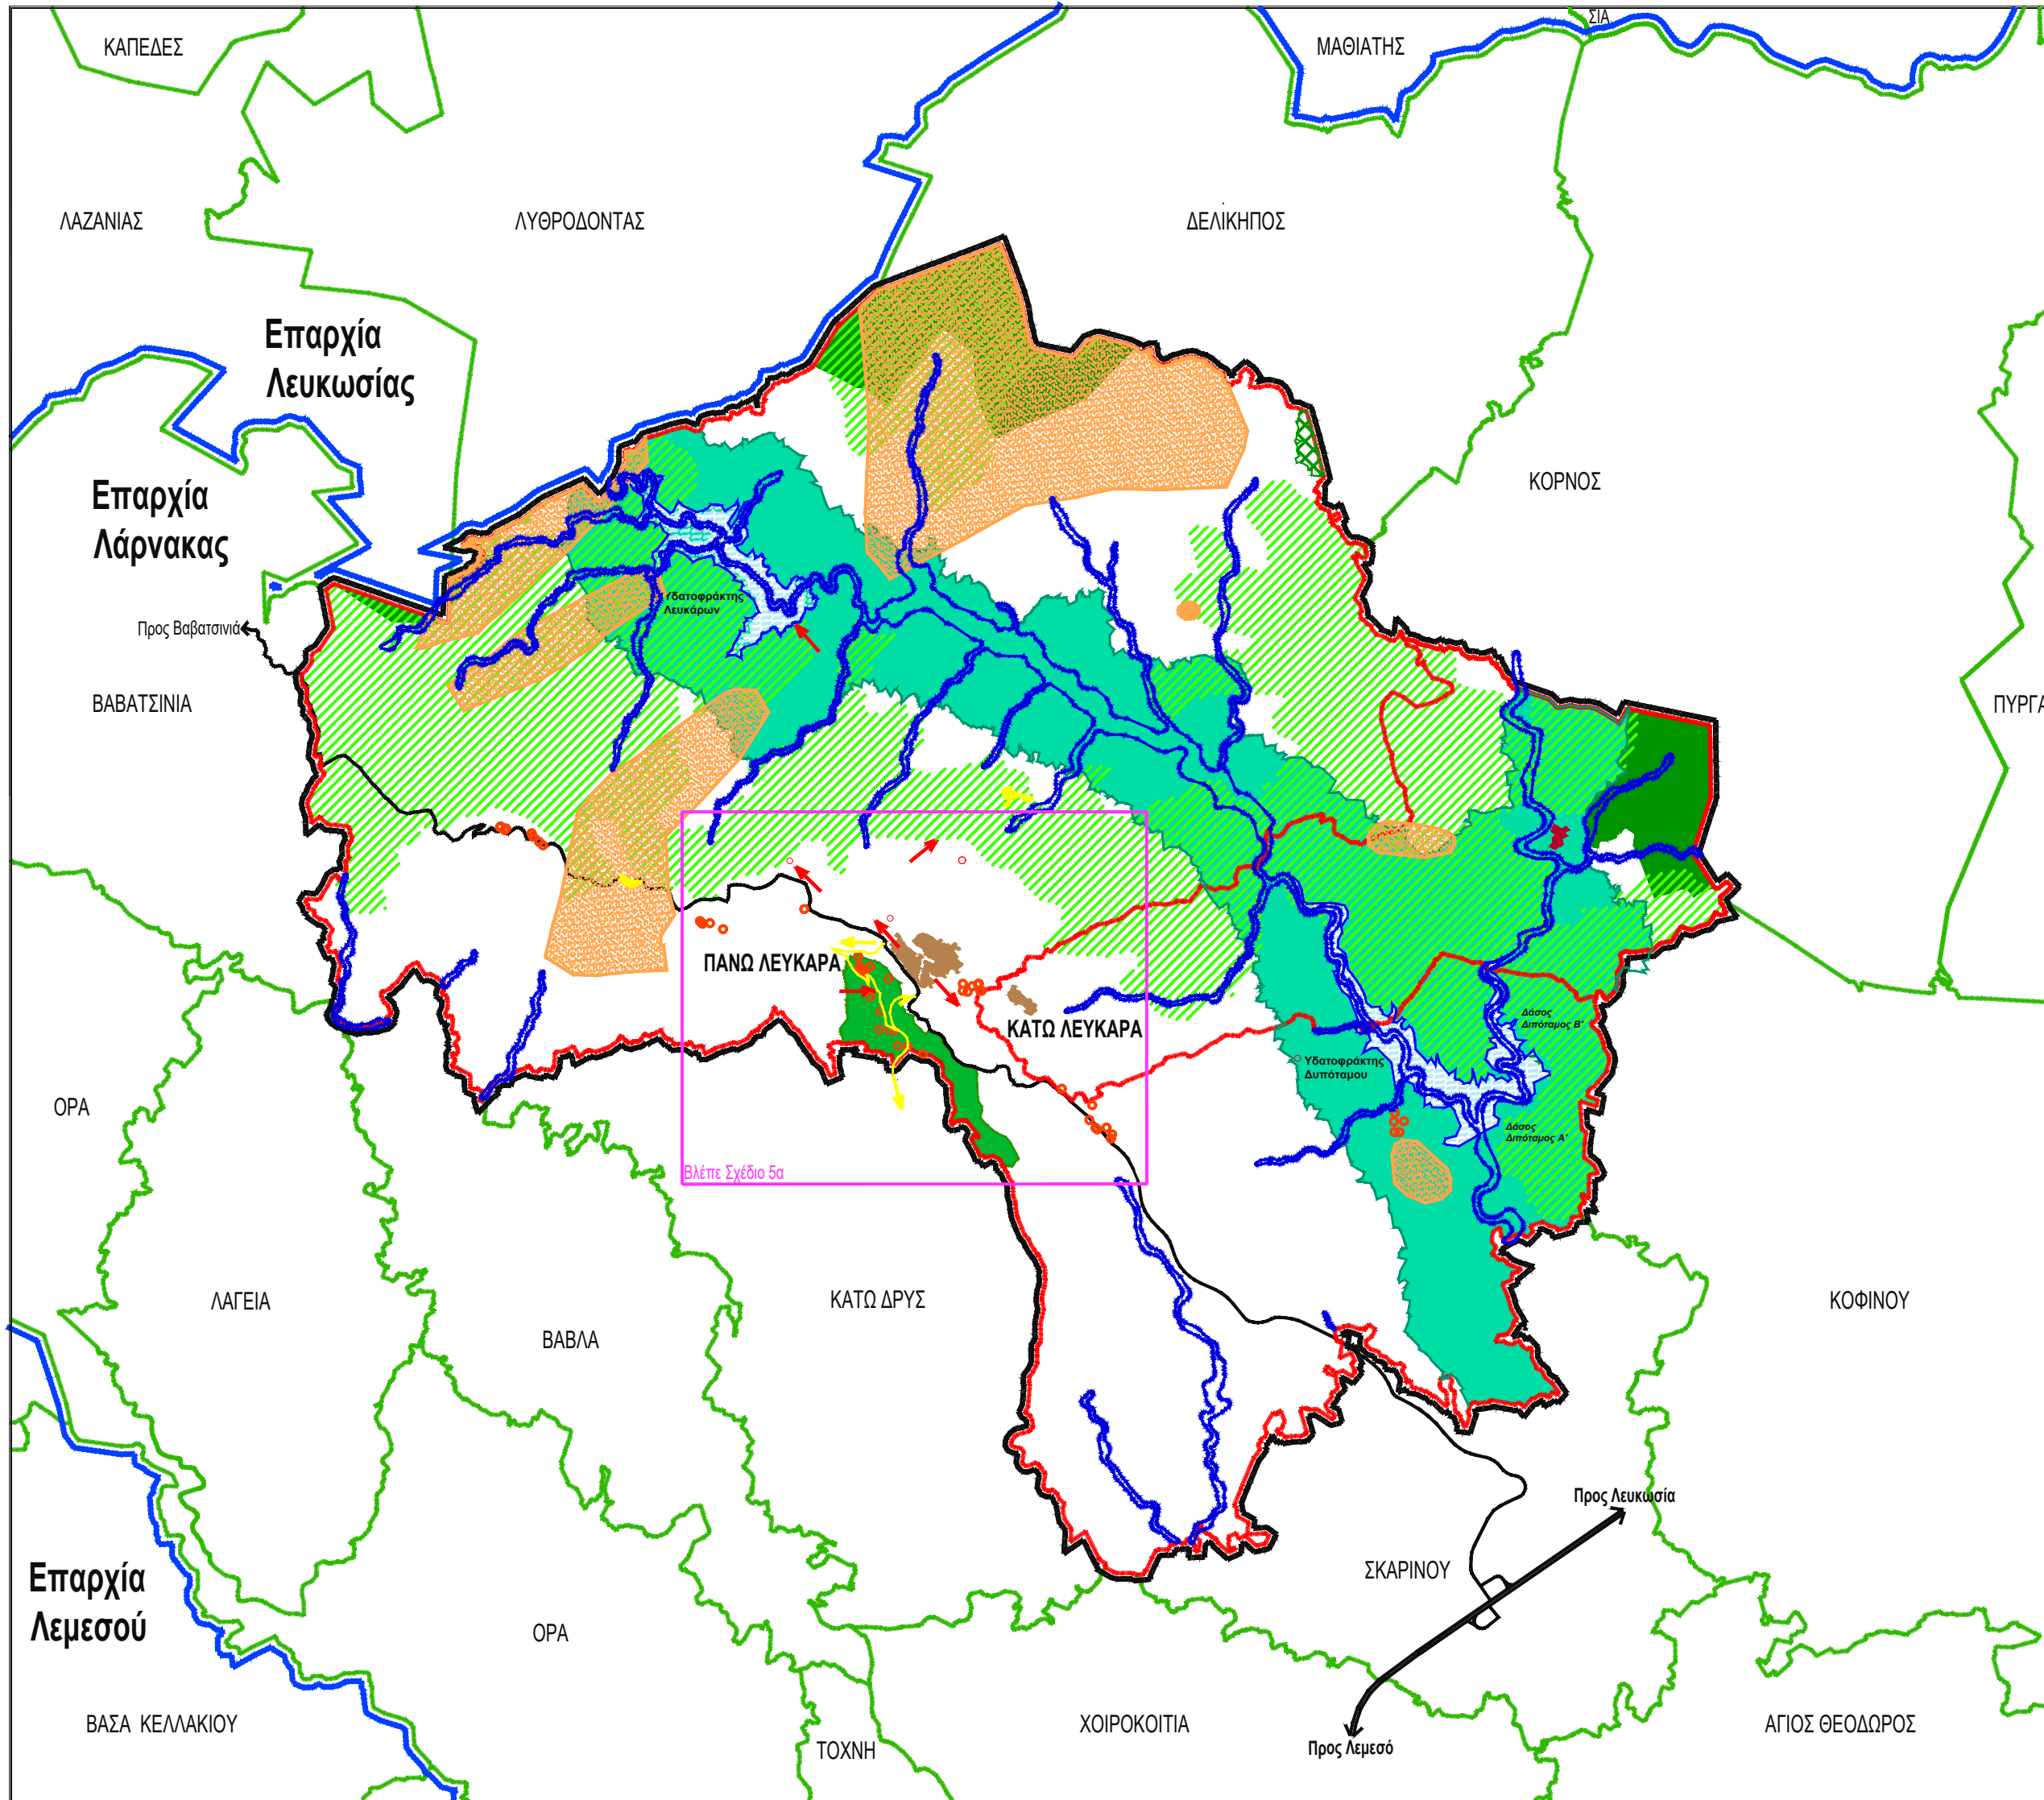 ΣΙΑ
ΚΑΠΕΔΕΣ
ΜΑΘΙΑΤΗΣ
ΛΑΖΑΝΙΑΣ
ΛΥΘΡΟΔΟΝΤΑΣ
ΔΕΛΙΚΗΠΟΣ
Επαρχία
Λευκωσίας
Επαρχία
Λάρνακας
ΚΟΡΝΟΣ
Υδατοφράκτης
Λευκάρων
Προς Βαβατσινιά
ΒΑΒΑΤΣΙΝΙΑ
ΠΥΡΓΑ
ΠΑΝΩ ΛΕΥΚΑΡΑ
ΚΑΤΩ ΛΕΥΚΑΡΑ
Δάσος
Διπόταμος Β'
Υδατοφράκτης
Δυπόταμου
ΟΡΑ
Δάσος
Διπόταμος Α'
Βλέπε Σχέδιο 5α
ΛΑΓΕΙΑ
ΚΑΤΩ ΔΡΥΣ
ΚΟΦΙΝΟΥ
ΒΑΒΛΑ
Προς Λευκωσία
ΣΚΑΡΙΝΟΥ
Επαρχία
Λεμεσού
ΟΡΑ
ΒΑΣΑ ΚΕΛΛΑΚΙΟΥ
ΧΟΙΡΟΚΟΙΤΙΑ
ΑΓΙΟΣ ΘΕΟΔΩΡΟΣ
ΤΟΧΝΗ
Προς Λεμεσό